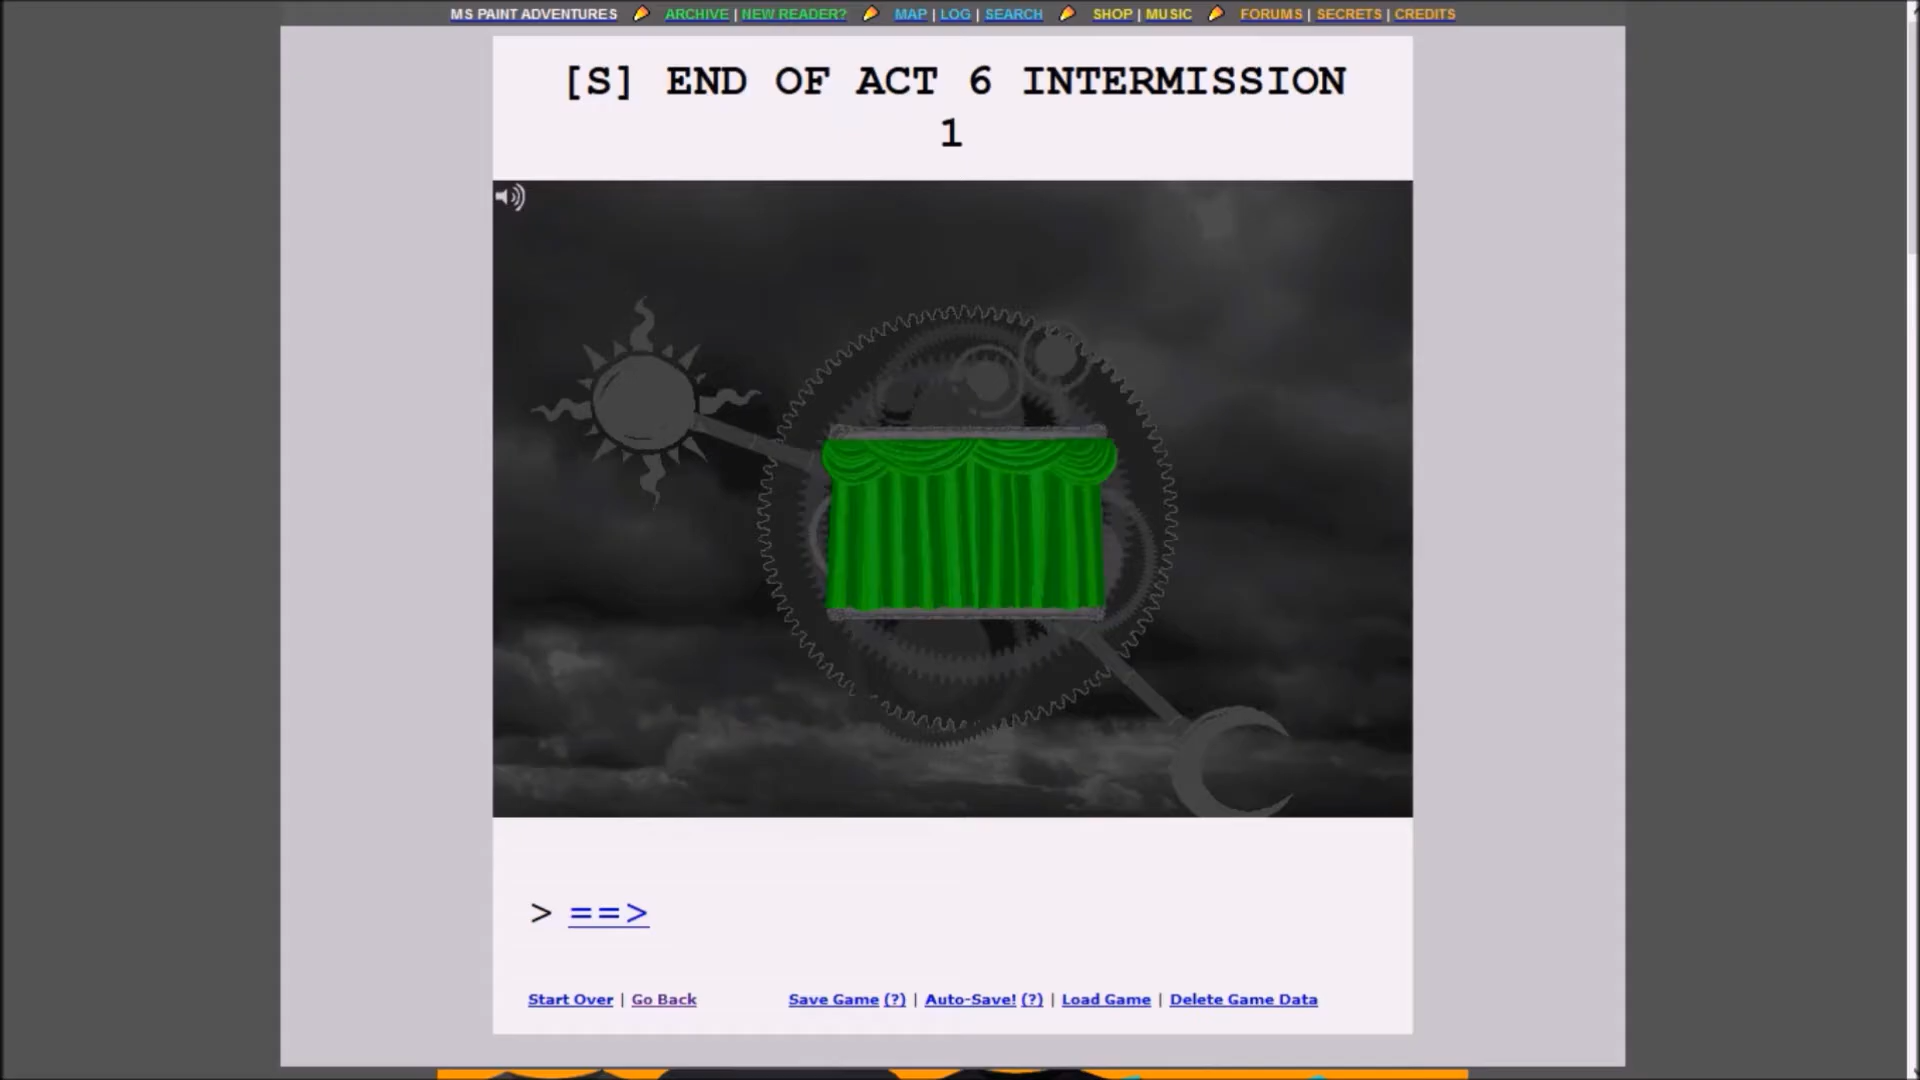 MS PAINT ADVENTURES ARCHIVE | NEW READER? MAP | LOG | SEARCH SHOP | MUSIC FORUMS | SECRETS | CREDITS
[S] END OF ACT 6 INTERMISSION
1
> ==>
Start Over | Go Back Save Game (?) | Auto-Save! (?) | Load Game | Delete Game Data